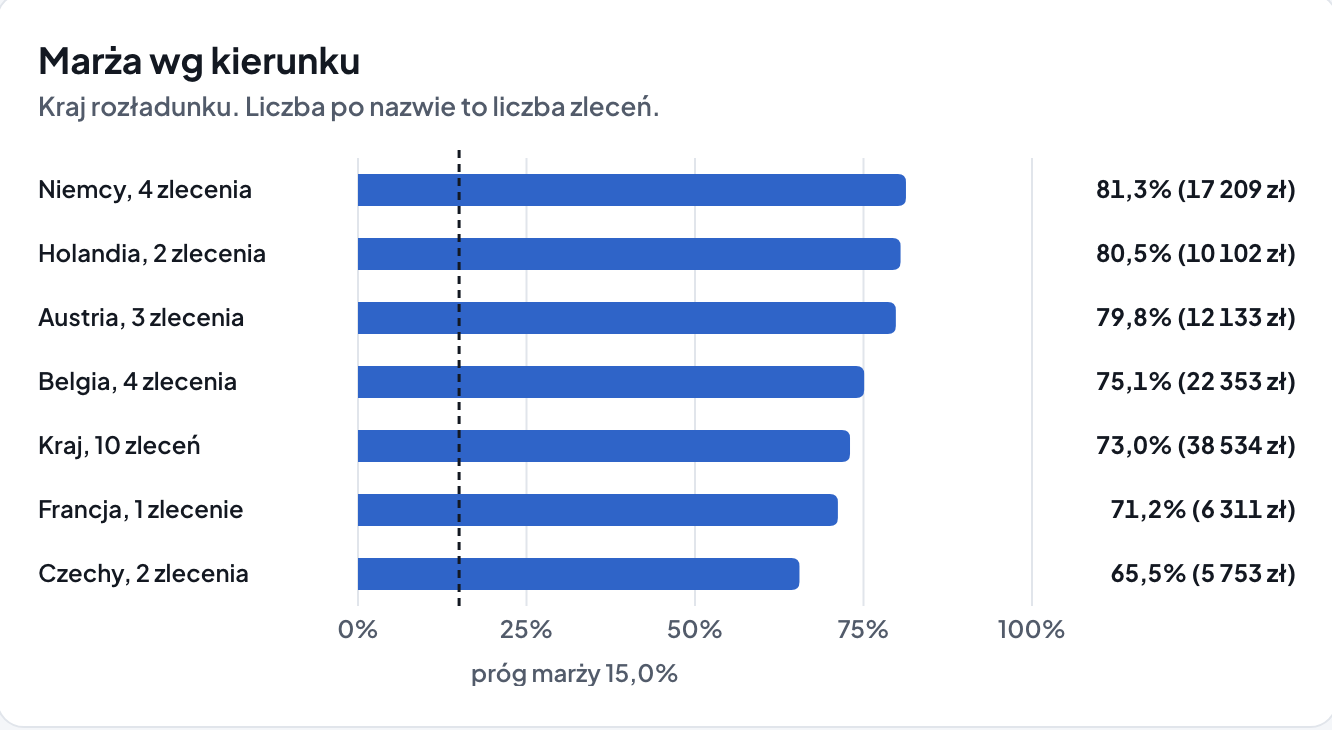 Marża wg kierunku
Kraj rozładunku. Liczba po nazwie to liczba zleceń.
Niemcy, 4 zlecenia 81,3% (17 209 zł)
Holandia, 2 zlecenia 80,5% (10 102 zł)
Austria, 3 zlecenia 79,8% (12 133 zł)
Belgia, 4 zlecenia 75,1% (22 353 zł)
Kraj, 10 zleceń 73,0% (38 534 zł)
Francja, 1 zlecenie 71,2% (6 311 zł)
Czechy, 2 zlecenia 65,5% (5 753 zł)
0% 25% 50% 75% 100%
próg marży 15,0%